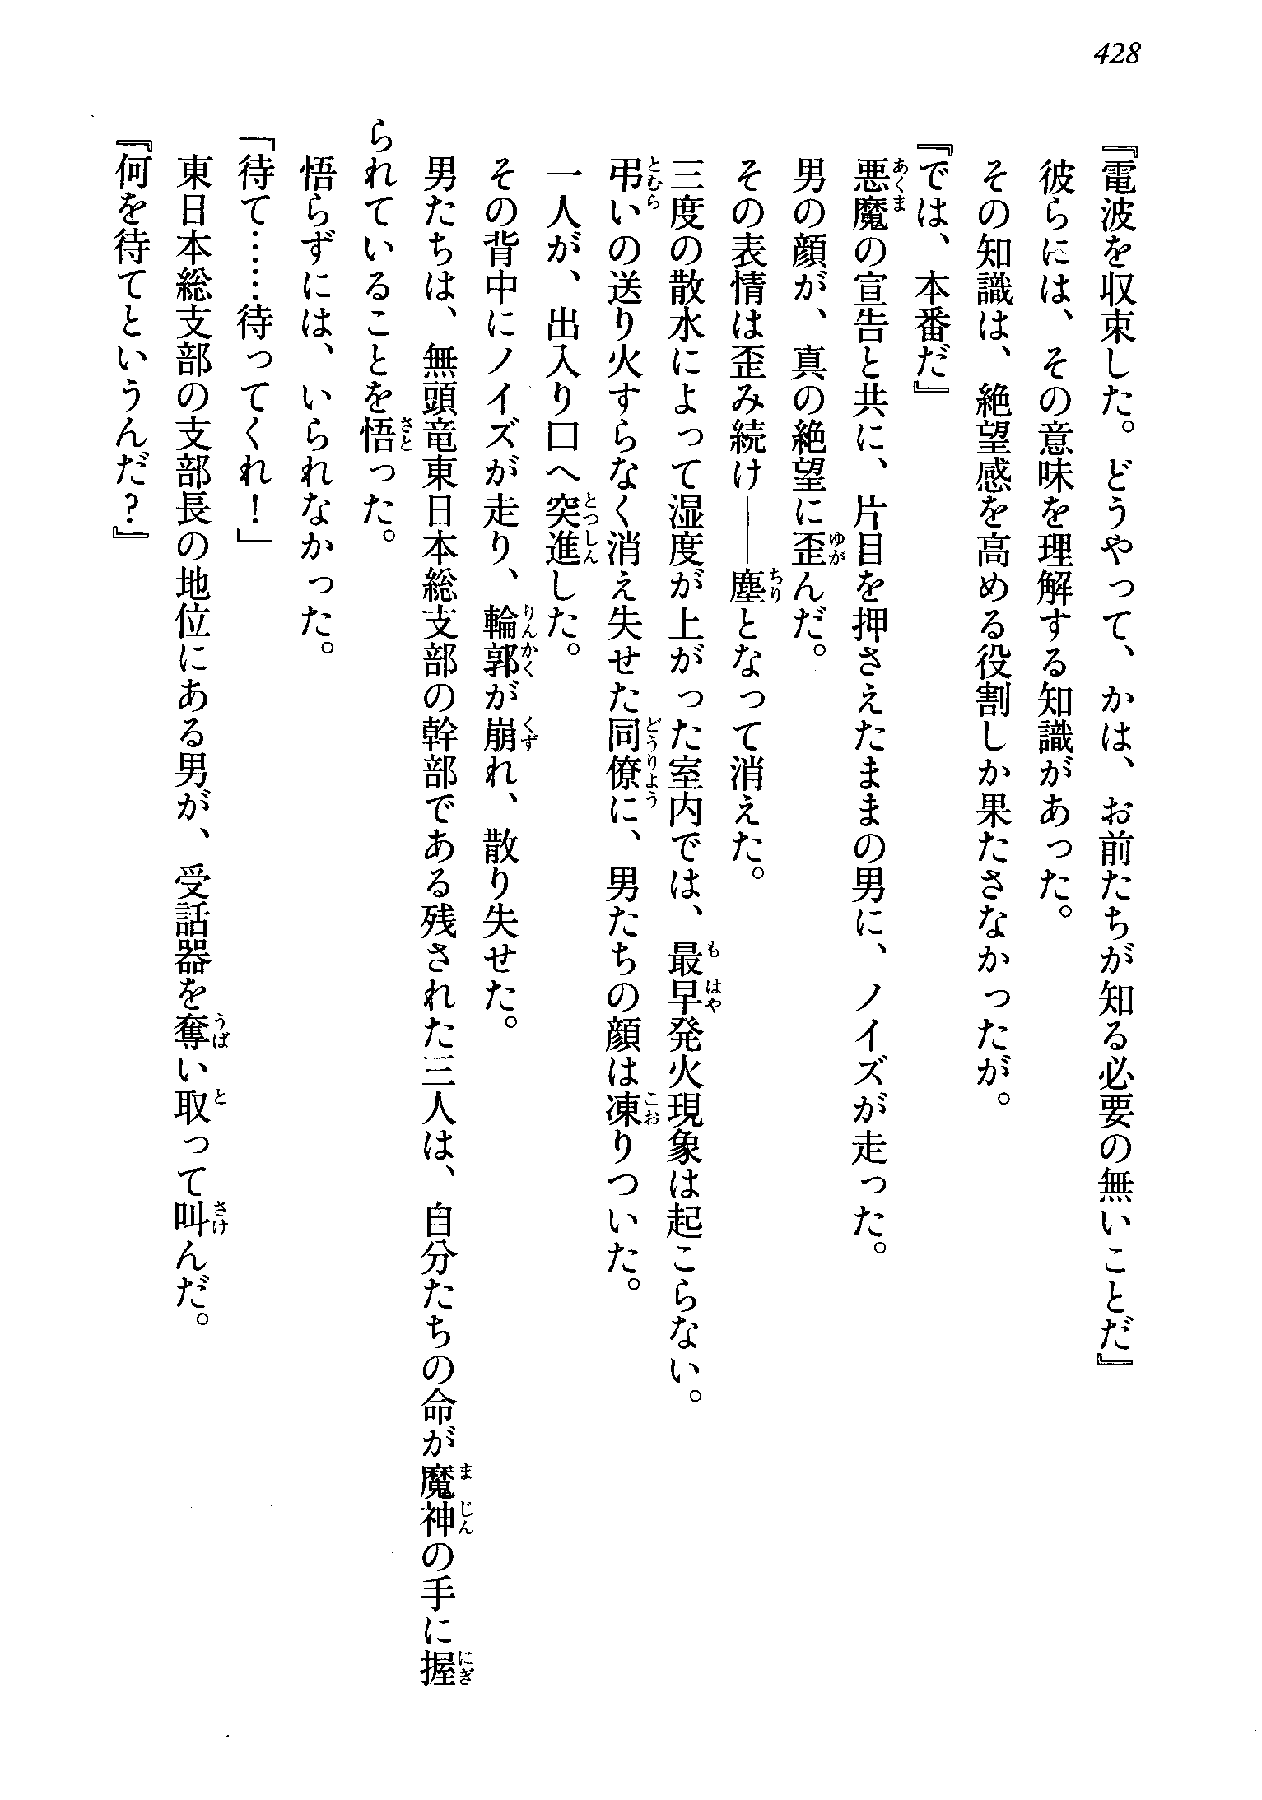 428
『電波を収束した。どうやって、かは、お前たちが知る必要の無いことだ』
彼らには、その意味を理解する知識があった。
その知識は、絶望感を高める役割しか果たさなかったが。
『では、本番だ』
悪魔の宣告と共に、片目を押さえたままの男に、ノイズが走った。
男の顔が、真の絶望に歪んだ。
その表情は歪み続け――塵となって消えた。
三度の散水によって湿度が上がった室内では、最早発火現象は起こらない。
弔いの送り火すらなく消え失せた同僚に、男たちの顔は凍りついた。
一人が、出入り口へ突進した。
その背中にノイズが走り、輪郭が崩れ、散り失せた。
男たちは、無頭竜東日本総支部の幹部である残された三人は、自分たちの命が魔神の手に握
られていることを悟った。
悟らずには、いられなかった。
「待て……待ってくれ！」
東日本総支部の支部長の地位にある男が、受話器を奪い取って叫んだ。
『何を待てというんだ？』